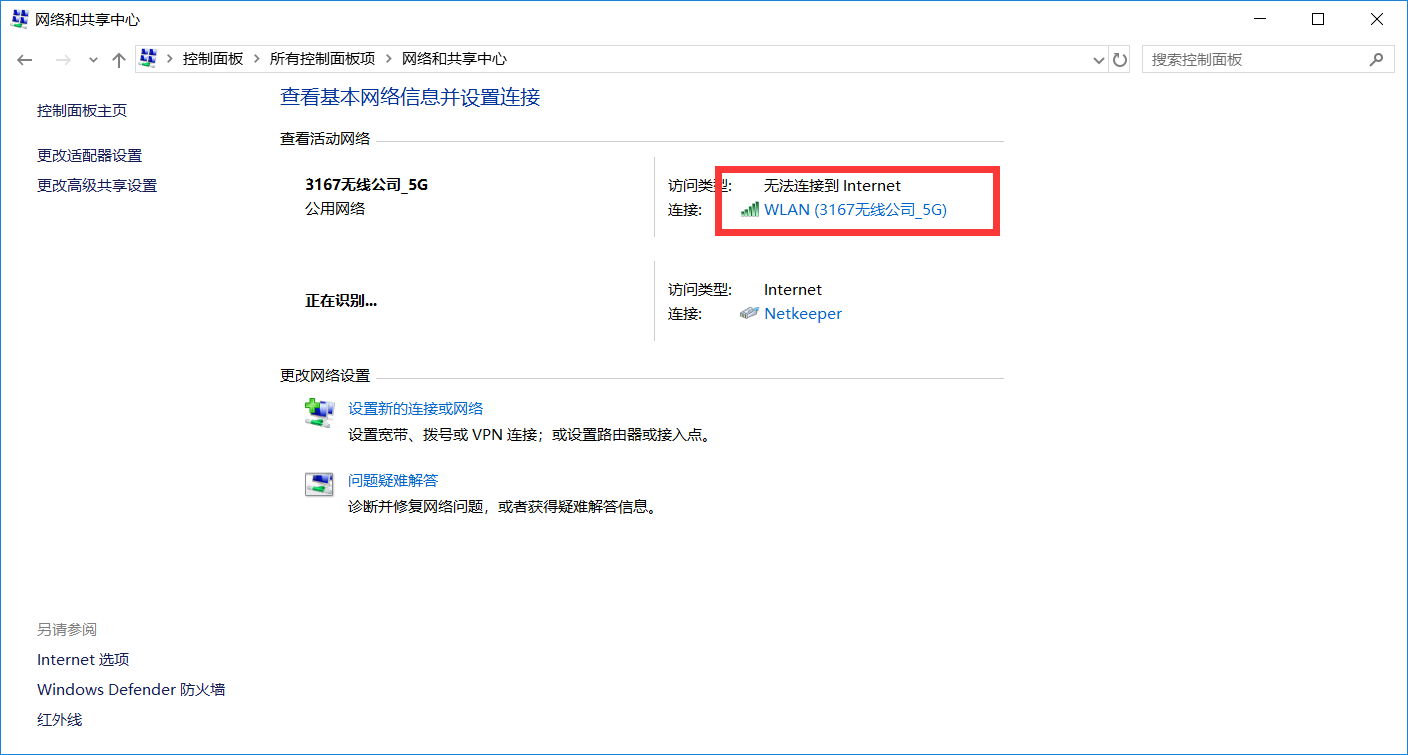 网络和共享中心
控制面板 > 所有控制面板项 > 网络和共享中心
搜索控制面板
控制面板主页
更改适配器设置
更改高级共享设置
查看基本网络信息并设置连接
查看活动网络
3167无线公司_5G
公用网络
访问类型: 无法连接到 Internet
连接: WLAN (3167无线公司_5G)
正在识别...
访问类型: Internet
连接: Netkeeper
更改网络设置
设置新的连接或网络
设置宽带、拨号或 VPN 连接；或设置路由器或接入点。
问题疑难解答
诊断并修复网络问题，或者获得疑难解答信息。
另请参阅
Internet 选项
Windows Defender 防火墙
红外线